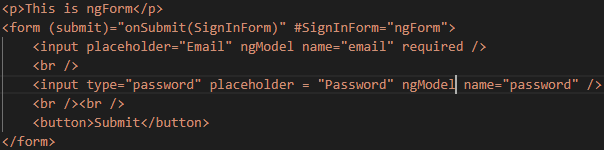 <p>This is ngForm</p>
<form (submit)="onSubmit(SignInForm)" #SignInForm="ngForm">
<input placeholder="Email" ngModel name="email" required />
<br />
<input type="password" placeholder = "Password" ngModel name="password" />
<br /><br />
<button>Submit</button>
</form>